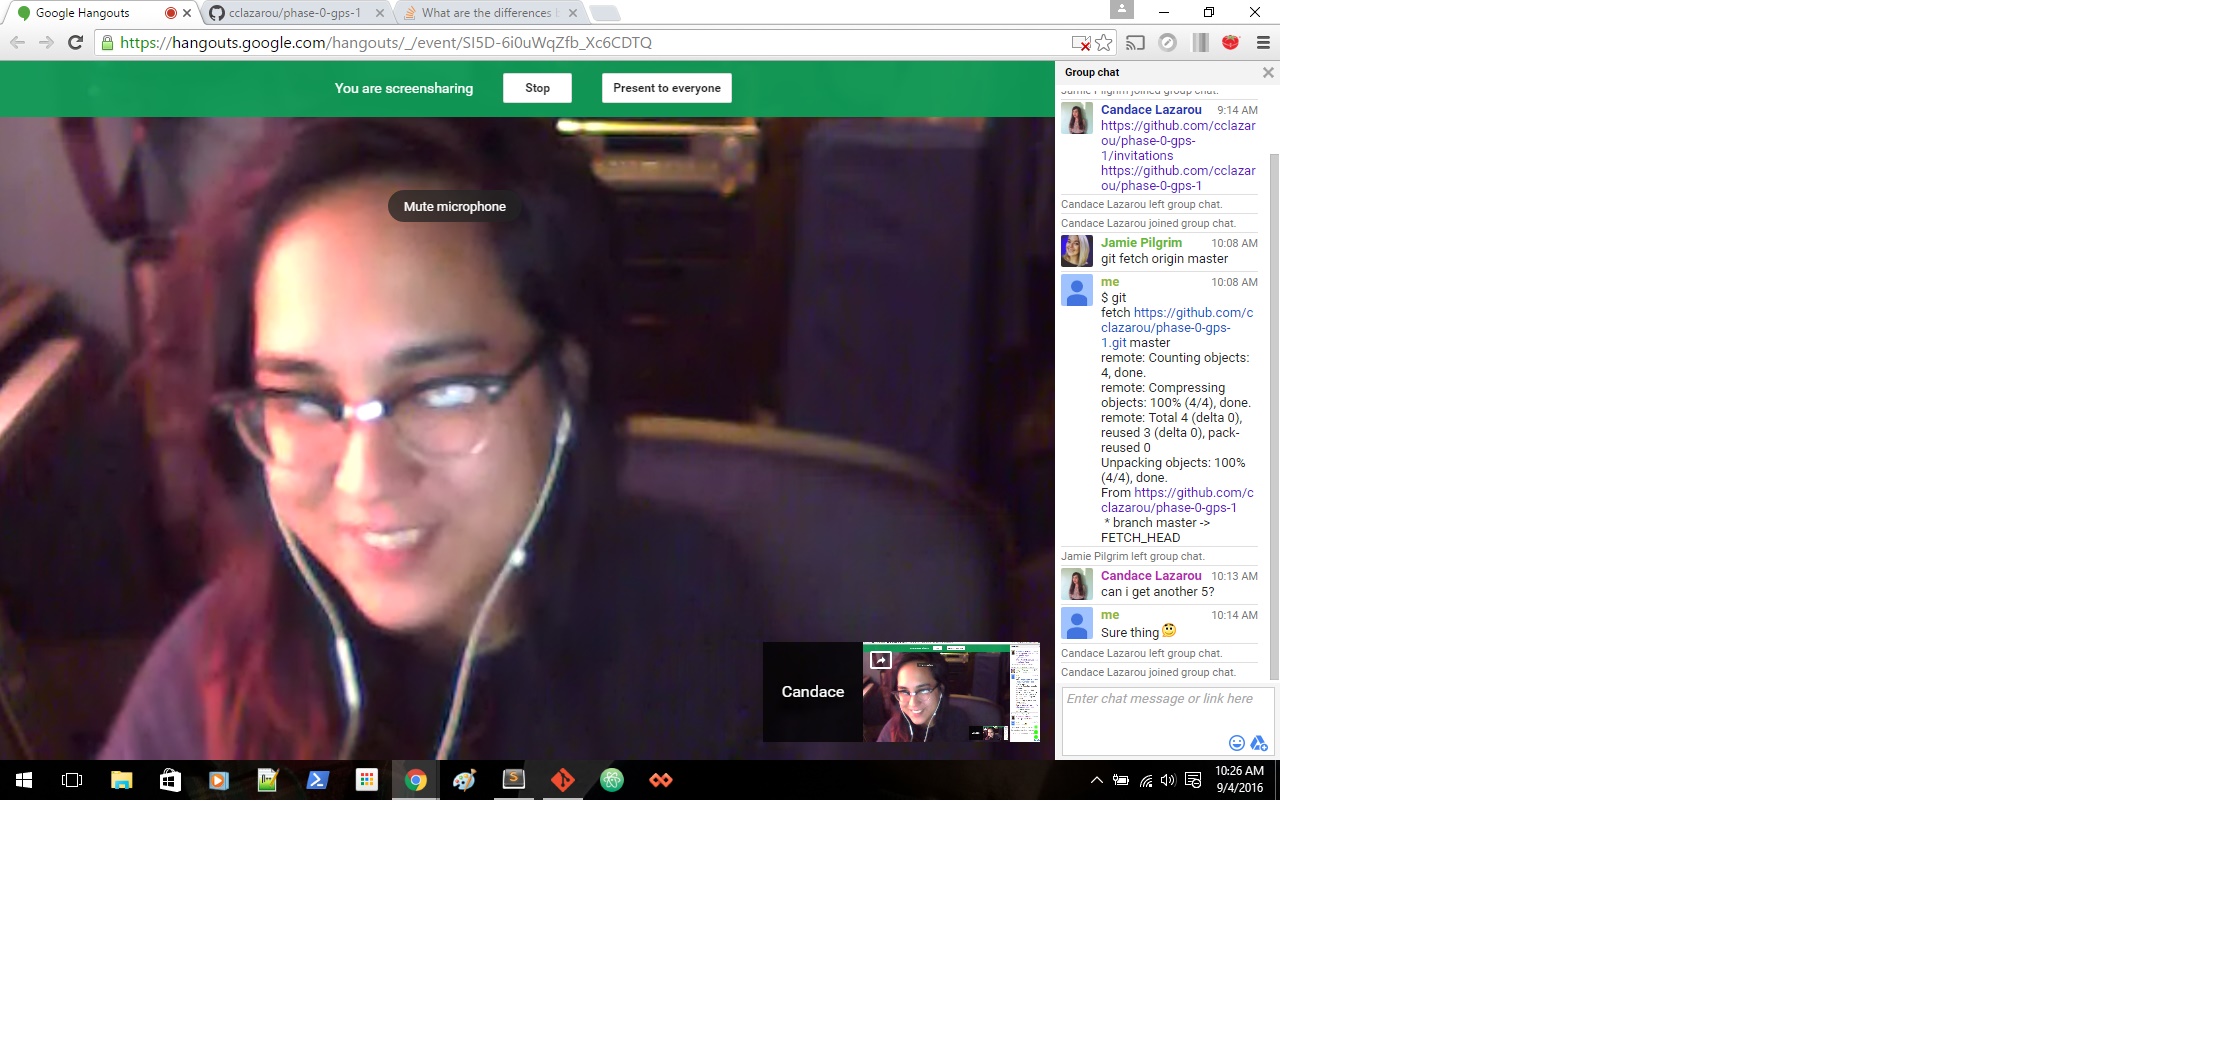 Google Hangouts
cclazarou/phase-0-gps-1
What are the differences
https://hangouts.google.com/hangouts/_/event/SI5D-6i0uWqZfb_Xc6CDTQ
You are screensharing
Stop
Present to everyone
Mute microphone
Candace
Group chat
Jamie Pilgrim joined group chat.
Candace Lazarou 9:14 AM
https://github.com/cclazar
ou/phase-0-gps-
1/invitations
https://github.com/cclazar
ou/phase-0-gps-1
Candace Lazarou left group chat.
Candace Lazarou joined group chat.
Jamie Pilgrim 10:08 AM
git fetch origin master
me 10:08 AM
$ git
fetch https://github.com/c
clazarou/phase-0-gps-
1.git master
remote: Counting objects:
4, done.
remote: Compressing
objects: 100% (4/4), done.
remote: Total 4 (delta 0),
reused 3 (delta 0), pack-
reused 0
Unpacking objects: 100%
(4/4), done.
From https://github.com/c
clazarou/phase-0-gps-1
* branch master ->
FETCH_HEAD
Jamie Pilgrim left group chat.
Candace Lazarou 10:13 AM
can i get another 5?
me 10:14 AM
Sure thing
Candace Lazarou left group chat.
Candace Lazarou joined group chat.
Enter chat message or link here
10:26 AM
9/4/2016